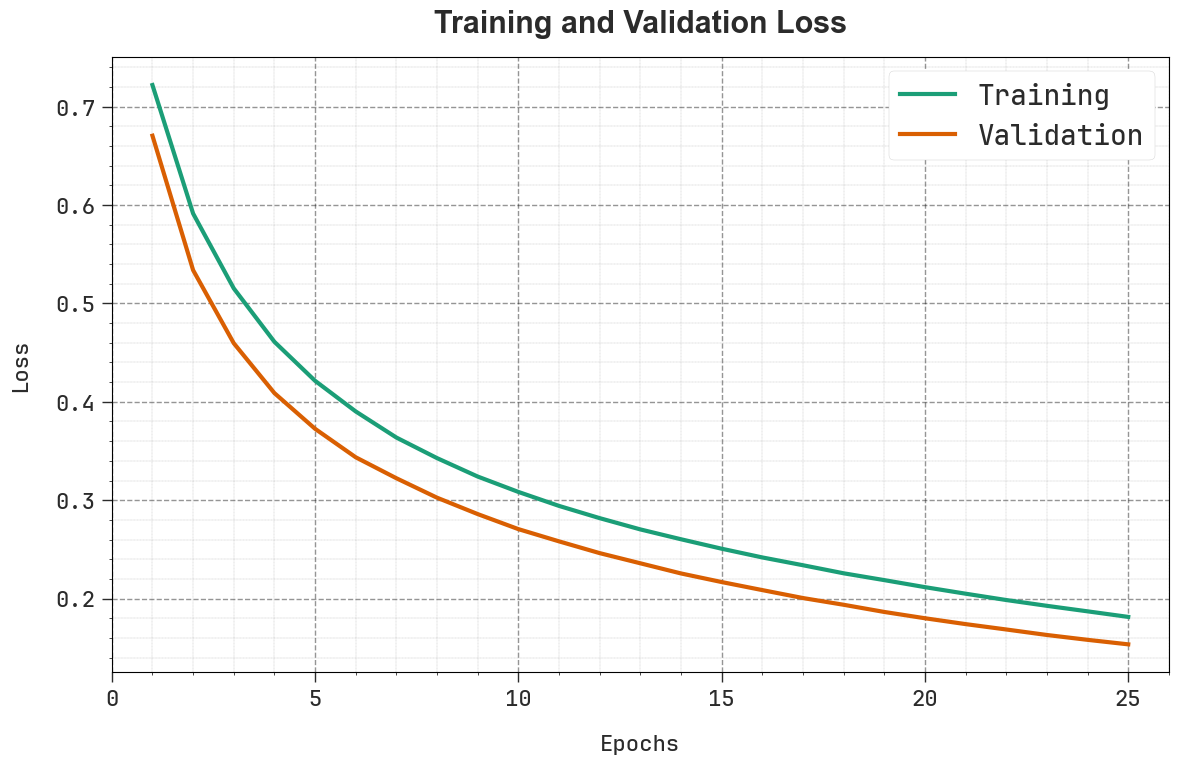 Training and Validation Loss
Training
Validation
0.7
0.6
0.5
0.4
0.3
0.2
Loss
0 5 10 15 20 25
Epochs